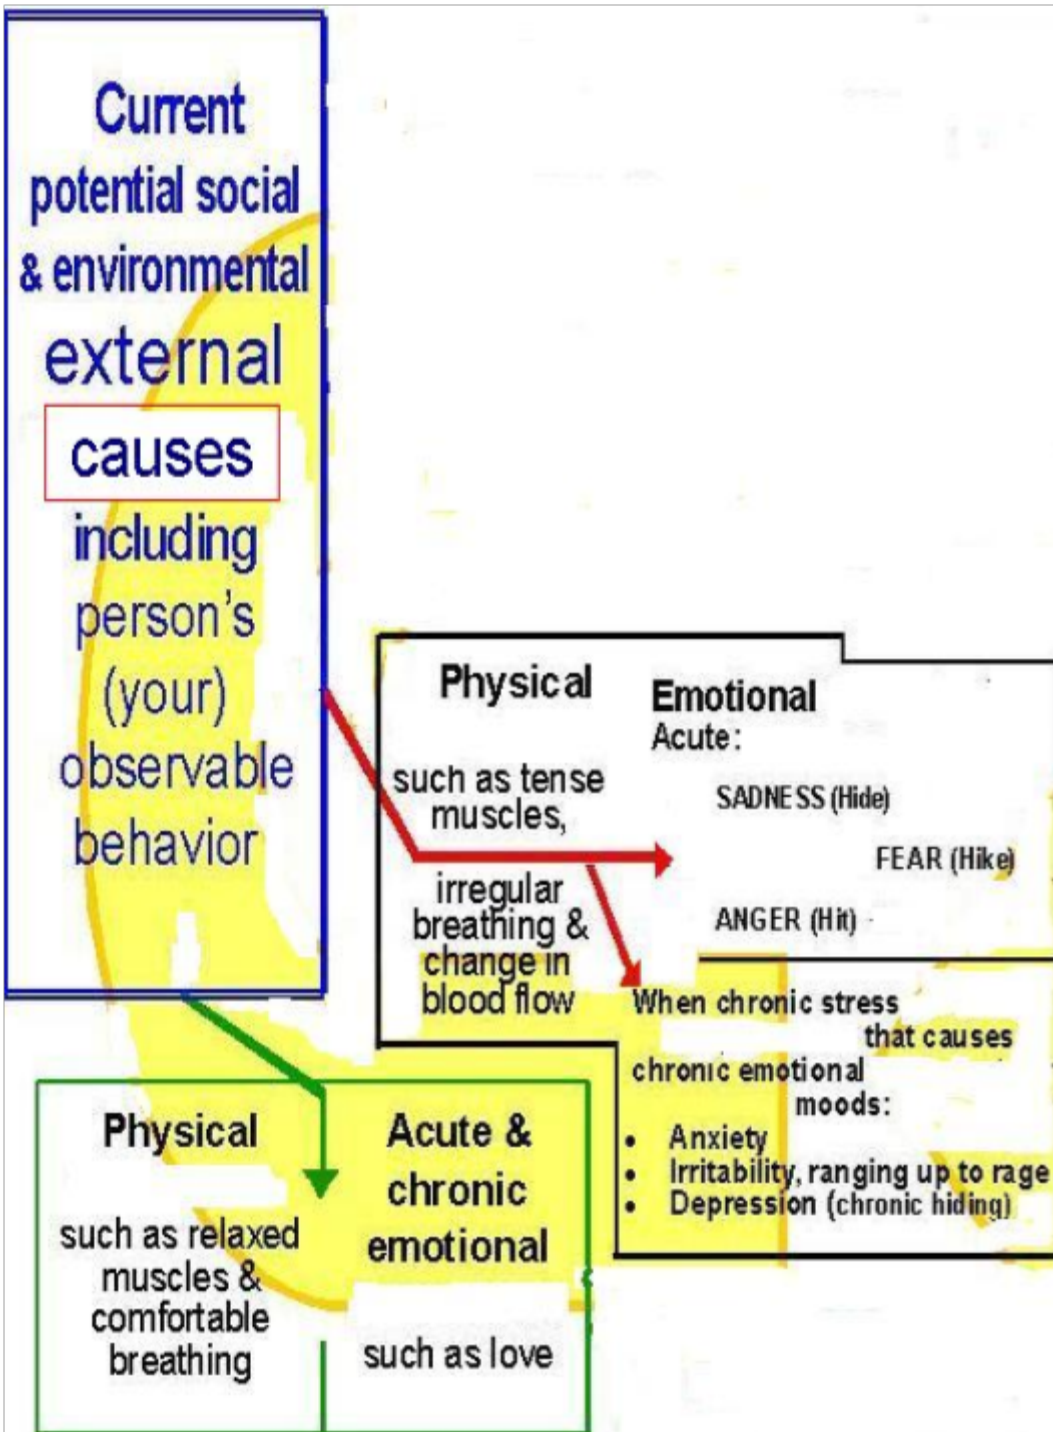 Current
potential social
& environmental
external
causes
including
person's
(your)
observable
behavior
Physical
such as tense
muscles,
irregular
breathing &
change in
blood flow
Emotional
Acute:
SADNESS (Hide)
FEAR (Hike)
ANGER (Hit)
When chronic stress
that causes
chronic emotional
moods:
• Anxiety
• Irritability, ranging up to rage
• Depression (chronic hiding)
Physical
such as relaxed
muscles &
comfortable
breathing
Acute &
chronic
emotional
such as love